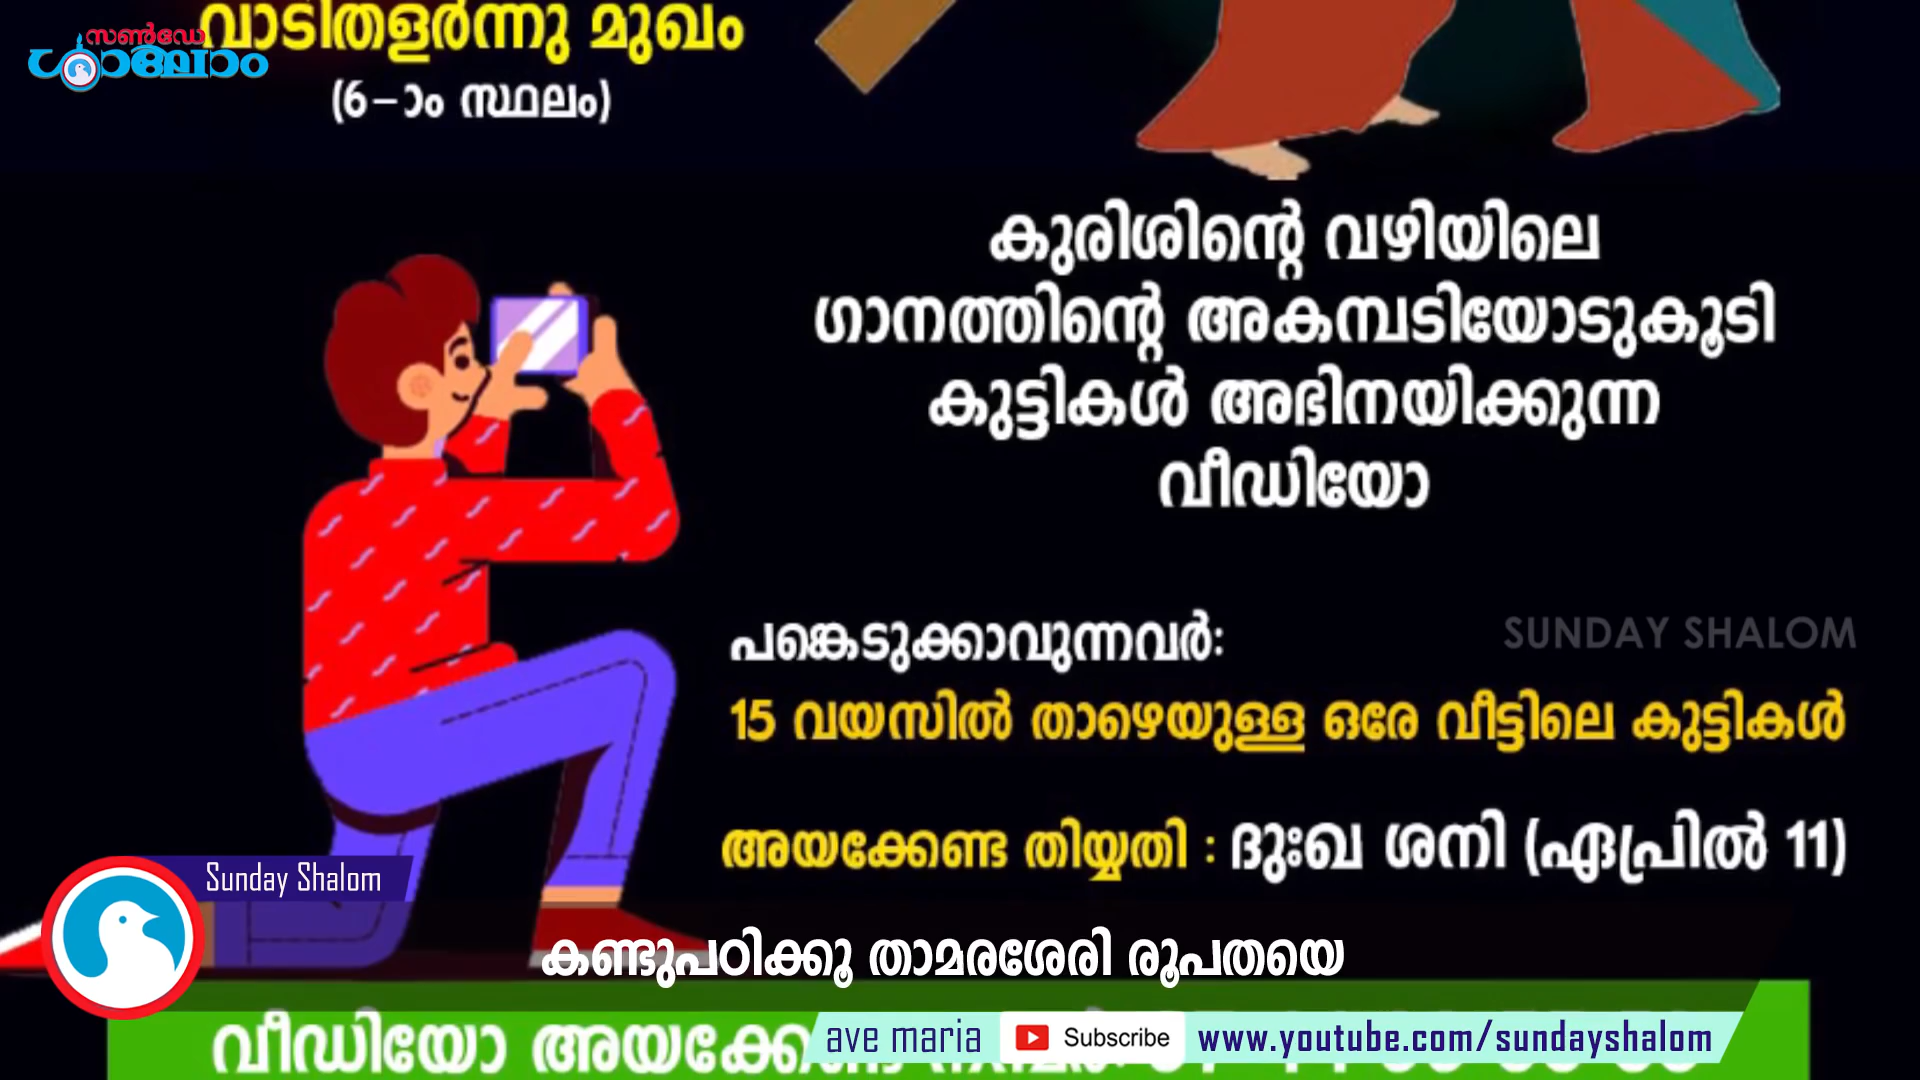 സൺഡേ
ശാലോം
വാടിതളർന്നു മുഖം
(6-ാം സ്ഥലം)
കുരിശിന്റെ വഴിയിലെ
ഗാനത്തിന്റെ അകമ്പടിയോടുകൂടി
കുട്ടികൾ അഭിനയിക്കുന്ന
വീഡിയോ
പങ്കെടുക്കാവുന്നവർ:
SUNDAY SHALOM
15 വയസിൽ താഴെയുള്ള ഒരേ വീട്ടിലെ കുട്ടികൾ
അയക്കേണ്ട തിയ്യതി : ദുഃഖ ശനി (ഏപ്രിൽ 11)
Sunday Shalom
കണ്ടുപഠിക്കൂ താമരശേരി രൂപതയെ
വീഡിയോ അയക്കേണ്ട
ave maria Subscribe www.youtube.com/sundayshalom